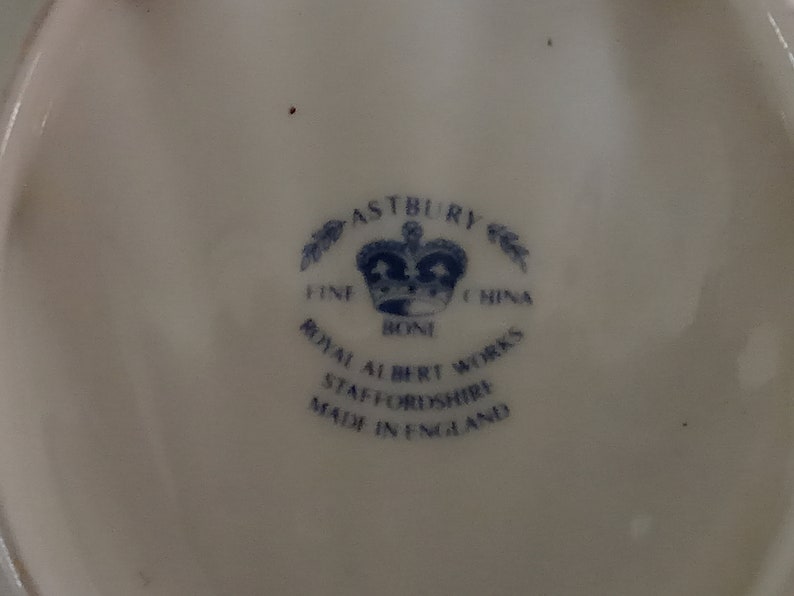 ASTBURY
FINE CHINA
BONE
ROYAL ALBERT WORKS
STAFFORDSHIRE
MADE IN ENGLAND